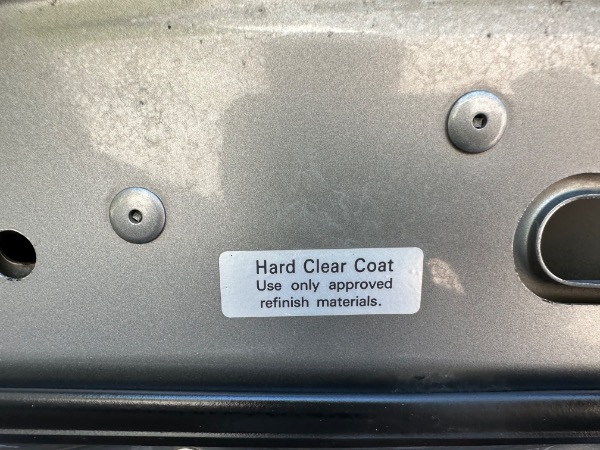 Hard Clear Coat
Use only approved
refinish materials.